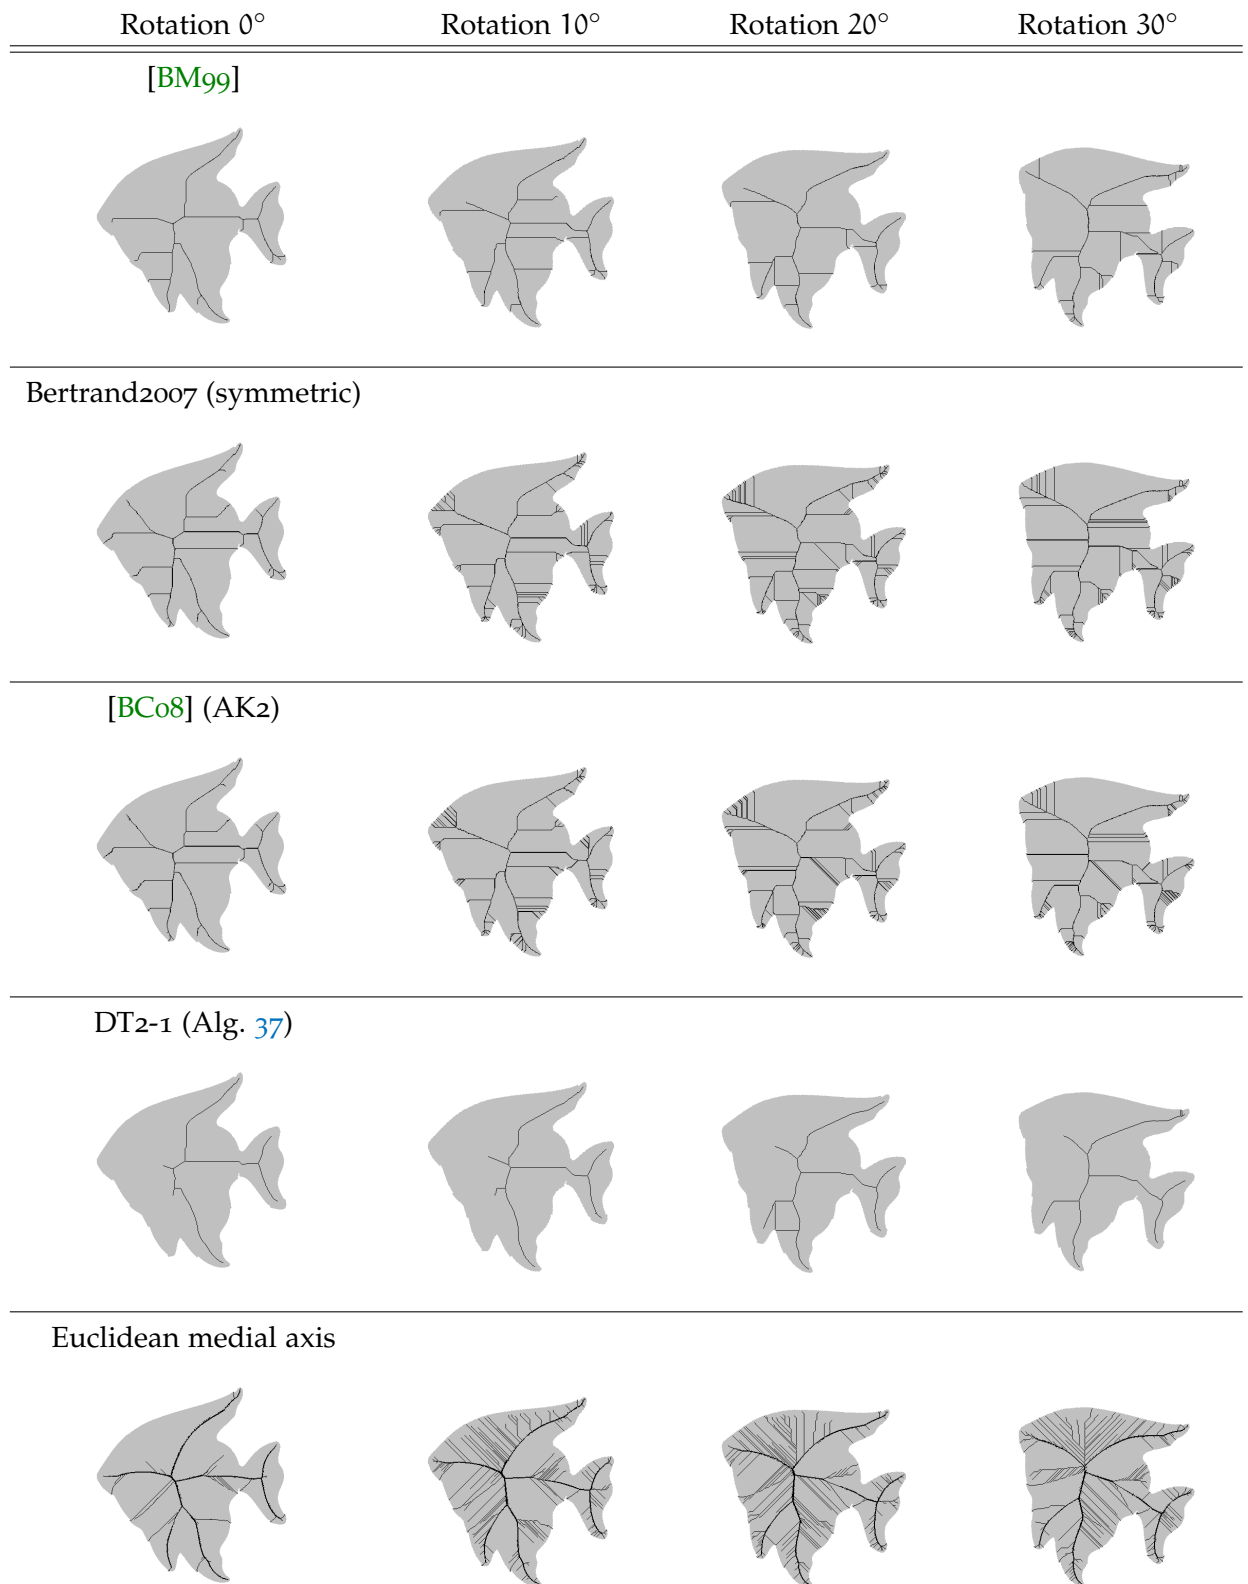 Rotation 0° Rotation 10° Rotation 20° Rotation 30°
[BM99]
Bertrand2007 (symmetric)
[BC08] (AK2)
DT2-1 (Alg. 37)
Euclidean medial axis